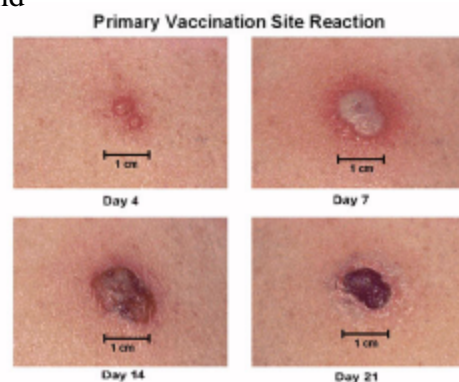 Primary Vaccination Site Reaction
1 cm
1 cm
Day 4
Day 7
1 cm
1 cm
Day 14
Day 21